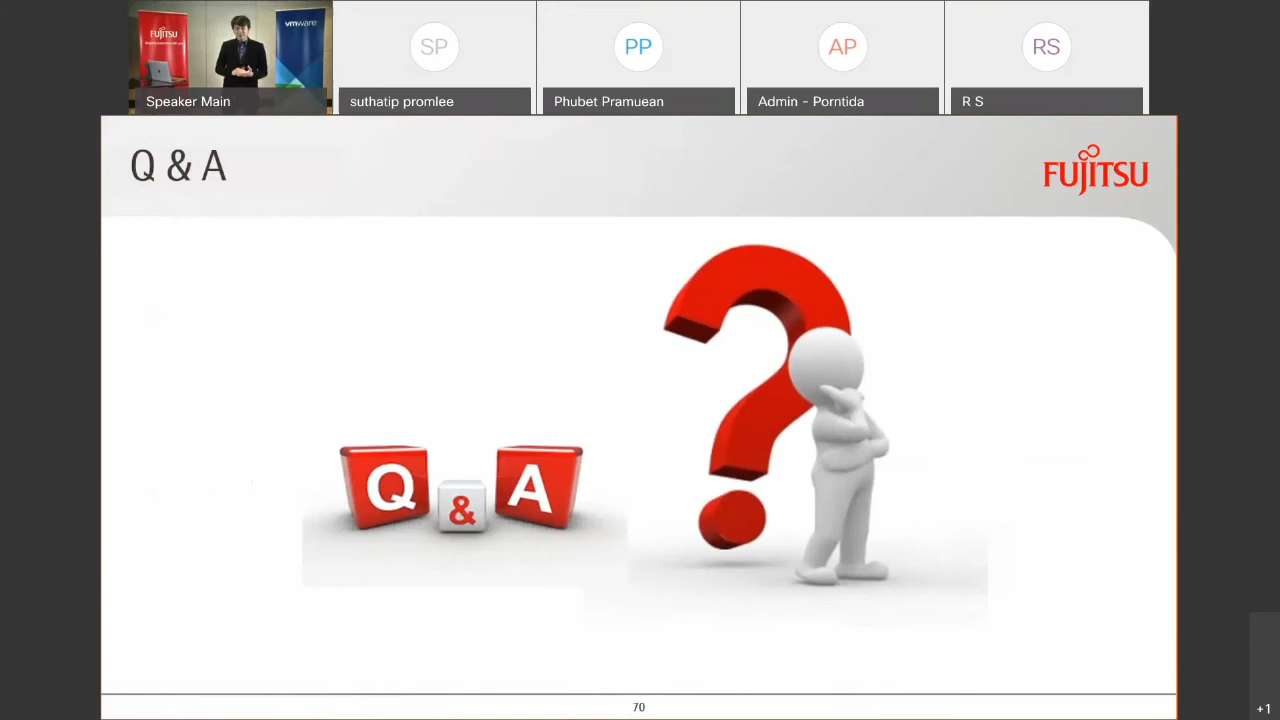 FUJITSU
vmware
SP
PP
AP
RS
Speaker Main
suthatip promlee
Phubet Pramuean
Admin - Porntida
R S
Q & A
FUJITSU
Q & A
?
70
+1